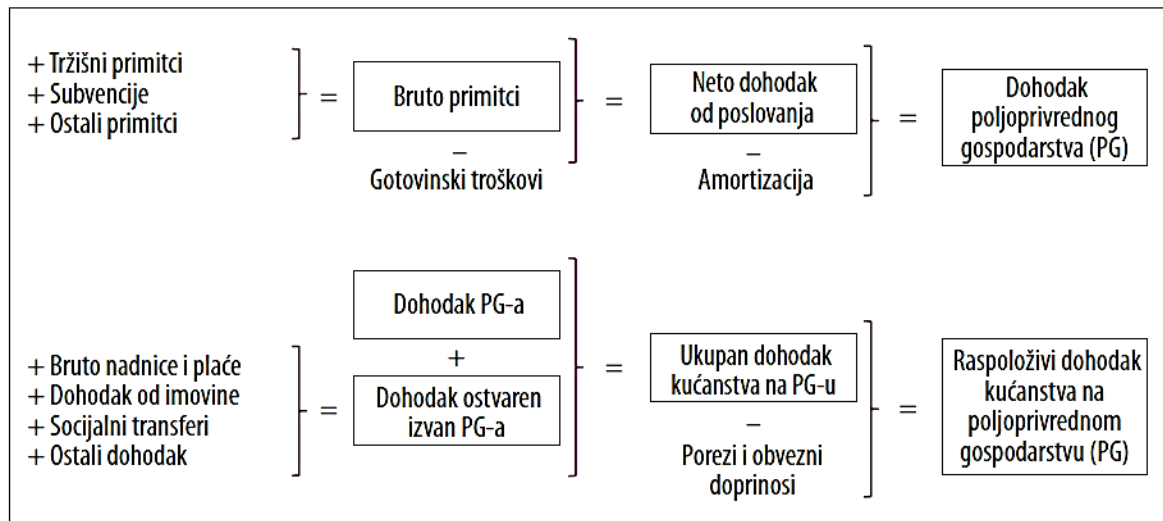 + Tržišni primitci
+ Subvencije
+ Ostali primitci
=
Bruto primitci
–
Gotovinski troškovi
=
Neto dohodak
od poslovanja
–
Amortizacija
=
Dohodak
poljoprivrednog
gospodarstva (PG)
+ Bruto nadnice i plaće
+ Dohodak od imovine
+ Socijalni transferi
+ Ostali dohodak
=
Dohodak PG-a
+
Dohodak ostvaren
izvan PG-a
=
Ukupan dohodak
kućanstva na PG-u
–
Porezi i obvezni
doprinosi
=
Raspoloživi dohodak
kućanstva na
poljoprivrednom
gospodarstvu (PG)